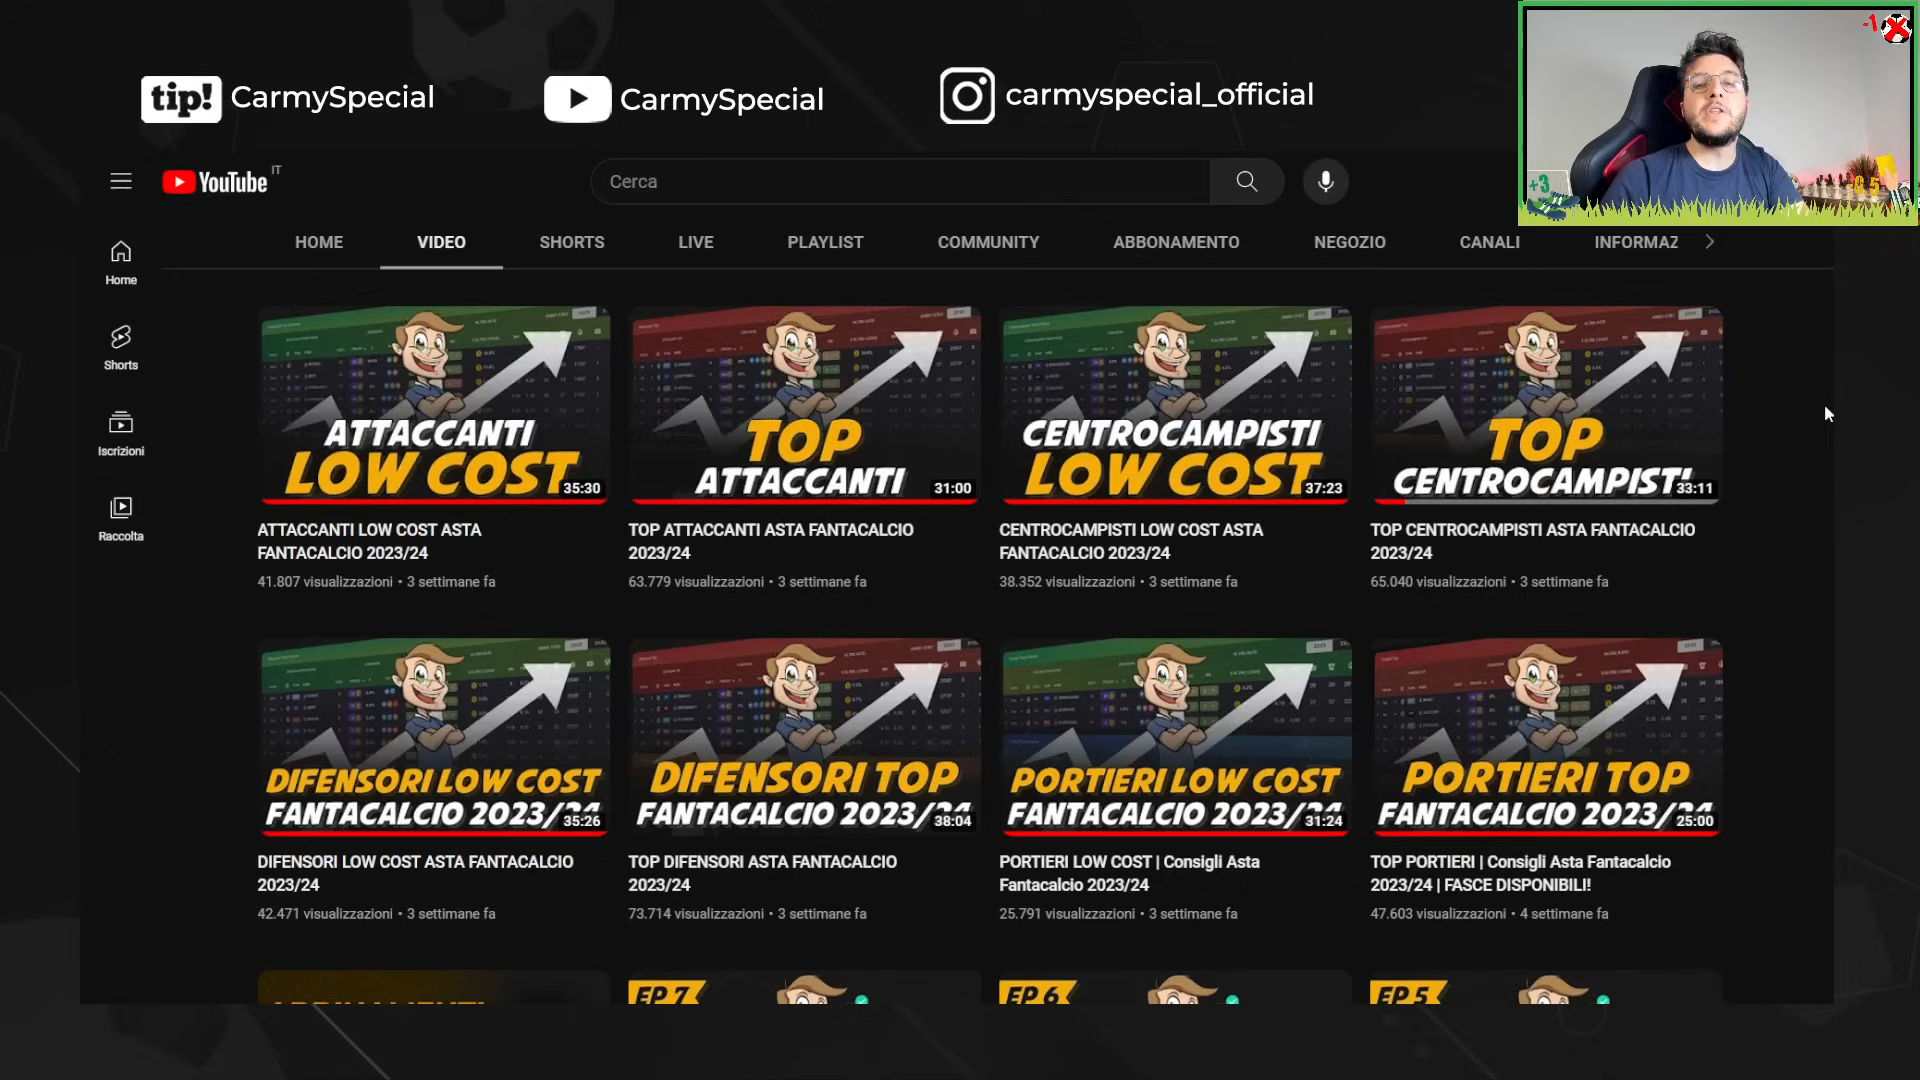 tip! CarmySpecial
CarmySpecial
carmyspecial_official
-1
+3
YouTube IT
Cerca
HOME
VIDEO
SHORTS
LIVE
PLAYLIST
COMMUNITY
ABBONAMENTO
NEGOZIO
CANALI
INFORMAZ
Home
Shorts
Iscrizioni
Raccolta
ATTACCANTI
LOW COST
35:30
ATTACCANTI LOW COST ASTA
FANTACALCIO 2023/24
41.807 visualizzazioni • 3 settimane fa
TOP
ATTACCANTI
31:00
TOP ATTACCANTI ASTA FANTACALCIO
2023/24
63.779 visualizzazioni • 3 settimane fa
CENTROCAMPISTI
LOW COST
37:23
CENTROCAMPISTI LOW COST ASTA
FANTACALCIO 2023/24
38.352 visualizzazioni • 3 settimane fa
TOP
CENTROCAMPISTI
33:11
TOP CENTROCAMPISTI ASTA FANTACALCIO
2023/24
65.040 visualizzazioni • 3 settimane fa
DIFENSORI LOW COST
FANTACALCIO 2023/24
35:26
DIFENSORI LOW COST ASTA FANTACALCIO
2023/24
42.471 visualizzazioni • 3 settimane fa
DIFENSORI TOP
FANTACALCIO 2023/24
38:04
TOP DIFENSORI ASTA FANTACALCIO
2023/24
73.714 visualizzazioni • 3 settimane fa
PORTIERI LOW COST
FANTACALCIO 2023/24
31:24
PORTIERI LOW COST | Consigli Asta
Fantacalcio 2023/24
25.791 visualizzazioni • 3 settimane fa
PORTIERI TOP
FANTACALCIO 2023/24
25:00
TOP PORTIERI | Consigli Asta Fantacalcio
2023/24 | FASCE DISPONIBILI!
47.603 visualizzazioni • 4 settimane fa
EP 7
EP 6
EP 5